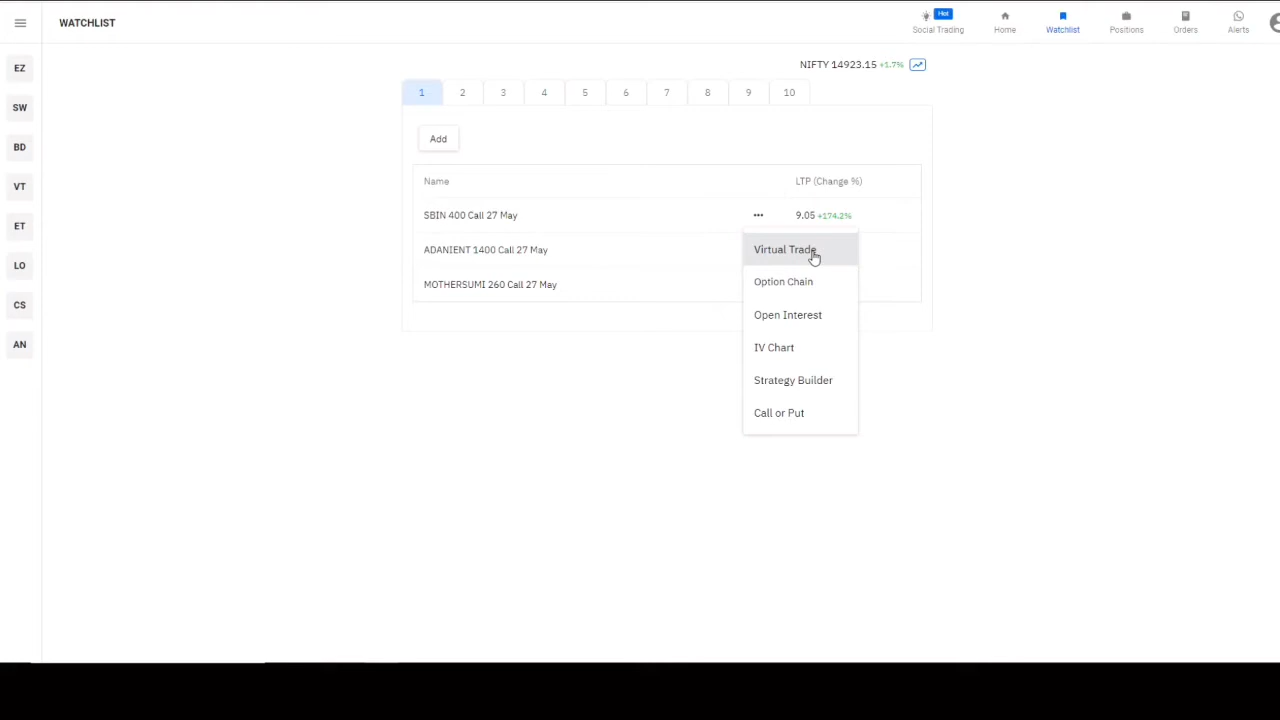 WATCHLIST
Hot
Social Trading
Home
Watchlist
Positions
Orders
Alerts
EZ
SW
BD
VT
ET
LO
CS
AN
NIFTY 14923.15 +1.7%
1 2 3 4 5 6 7 8 9 10
Add
Name LTP (Change %)
SBIN 400 Call 27 May ••• 9.05 +174.2%
ADANIENT 1400 Call 27 May
MOTHERSUMI 260 Call 27 May
Virtual Trade
Option Chain
Open Interest
IV Chart
Strategy Builder
Call or Put